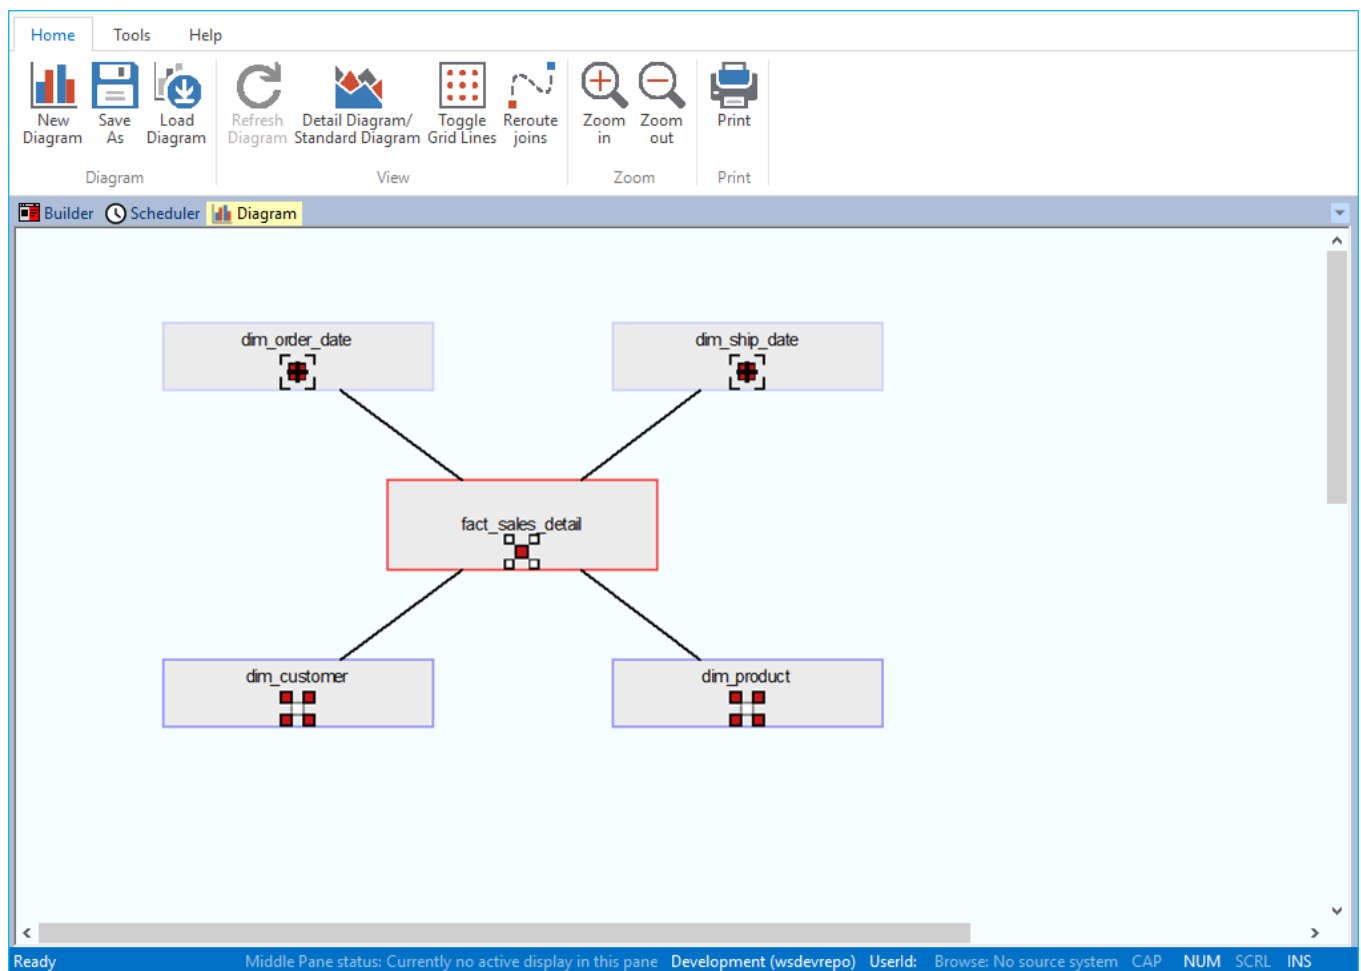 Home Tools Help
New Diagram Save As Load Diagram Refresh Diagram Detail Diagram/ Standard Diagram Toggle Grid Lines Reroute joins Zoom in Zoom out Print
Diagram View Zoom Print
Builder Scheduler Diagram
dim_order_date dim_ship_date
fact_sales_detail
dim_customer dim_product
Ready Middle Pane status: Currently no active display in this pane Development (wsdevrepo) UserId: Browse: No source system CAP NUM SCRL INS